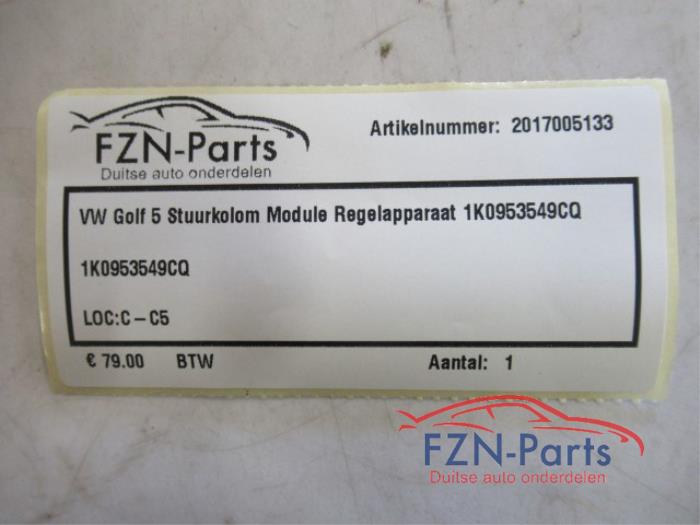 FZN-Parts
Duitse auto onderdelen
Artikelnummer: 2017005133
VW Golf 5 Stuurkolom Module Regelapparaat 1K0953549CQ
1K0953549CQ
LOC:C – C5
€ 79.00 BTW Aantal: 1
FZN-Parts
Duitse auto onderdelen